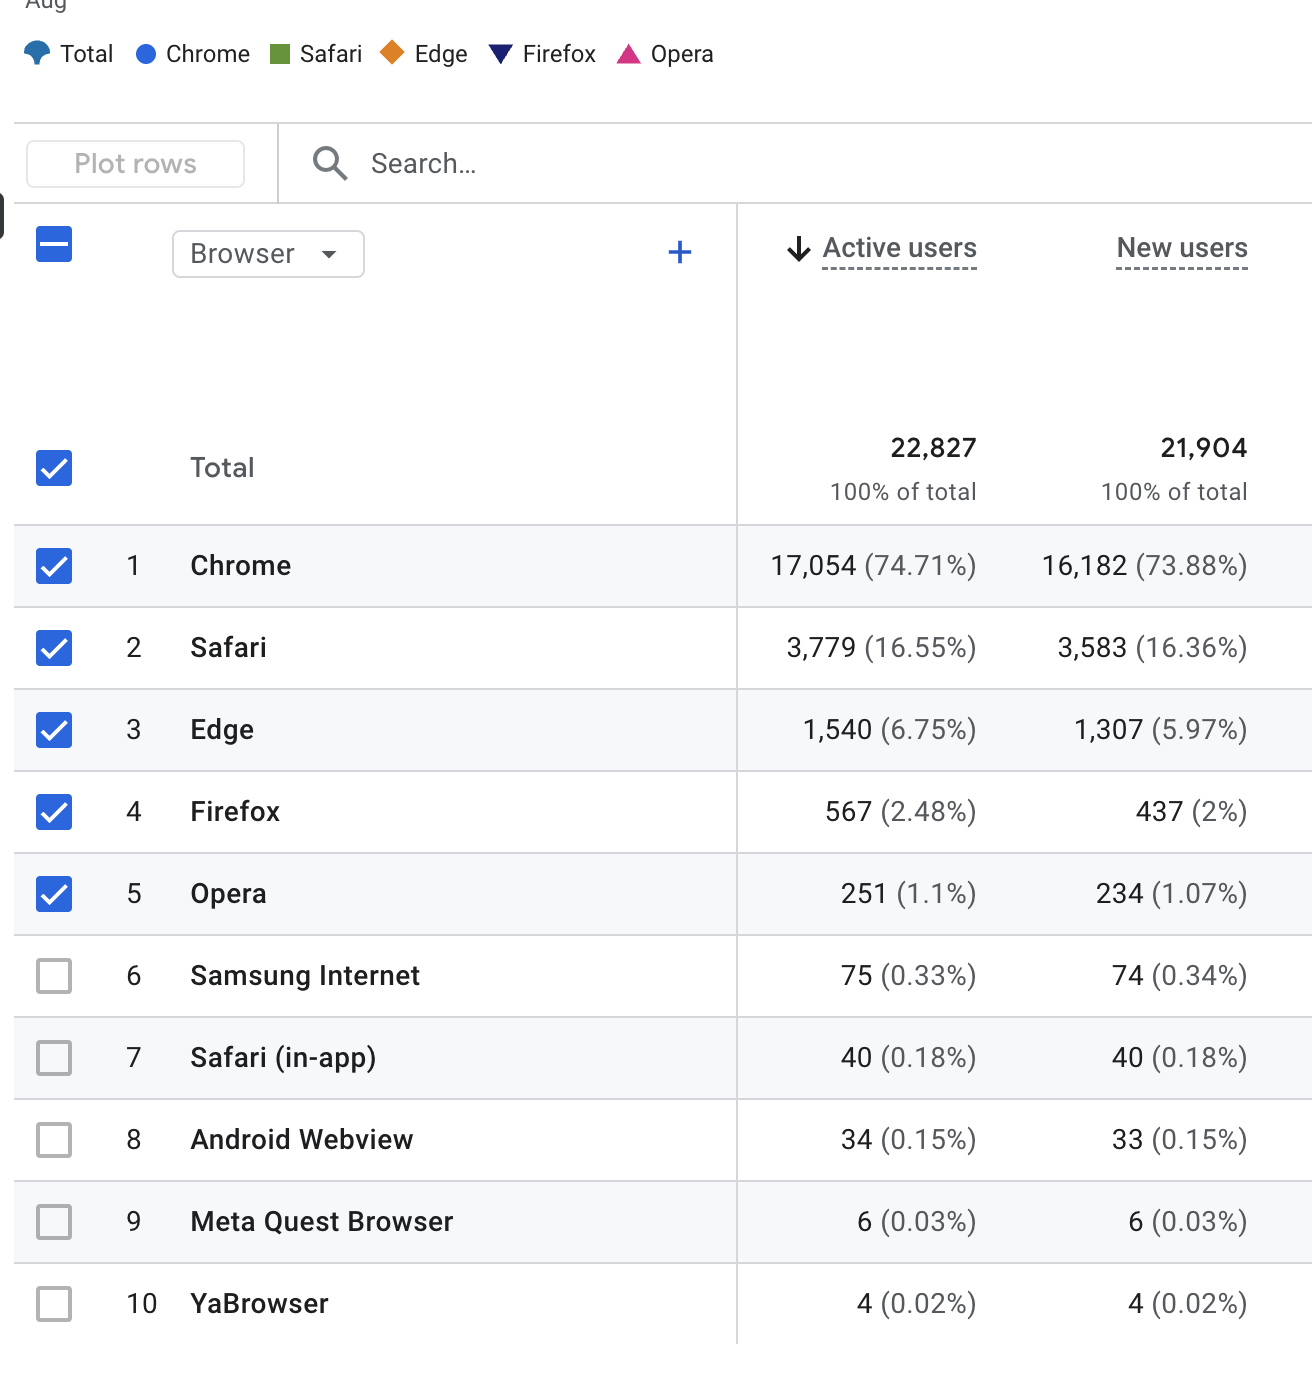 Aug
Total Chrome Safari Edge Firefox Opera
Plot rows Search...
Browser + Active users New users
22,827 21,904
Total
100% of total 100% of total
1 Chrome 17,054 (74.71%) 16,182 (73.88%)
2 Safari 3,779 (16.55%) 3,583 (16.36%)
3 Edge 1,540 (6.75%) 1,307 (5.97%)
4 Firefox 567 (2.48%) 437 (2%)
5 Opera 251 (1.1%) 234 (1.07%)
6 Samsung Internet 75 (0.33%) 74 (0.34%)
7 Safari (in-app) 40 (0.18%) 40 (0.18%)
8 Android Webview 34 (0.15%) 33 (0.15%)
9 Meta Quest Browser 6 (0.03%) 6 (0.03%)
10 YaBrowser 4 (0.02%) 4 (0.02%)